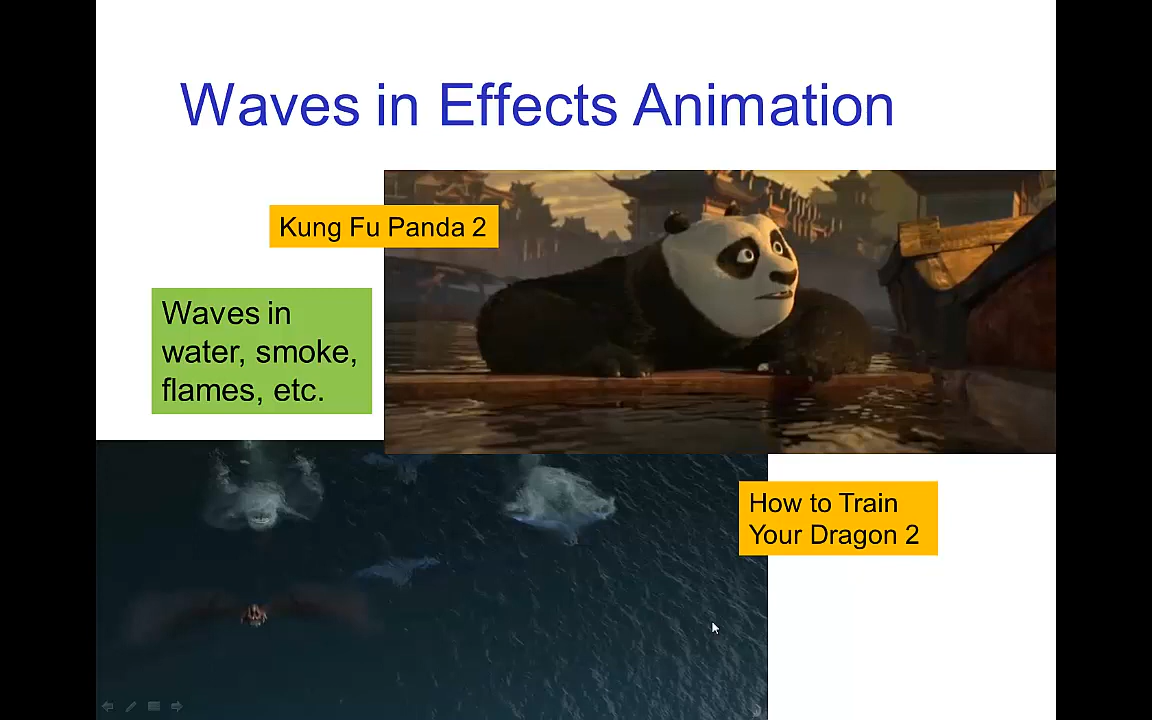 Waves in Effects Animation
Kung Fu Panda 2
Waves in
water, smoke,
flames, etc.
How to Train
Your Dragon 2